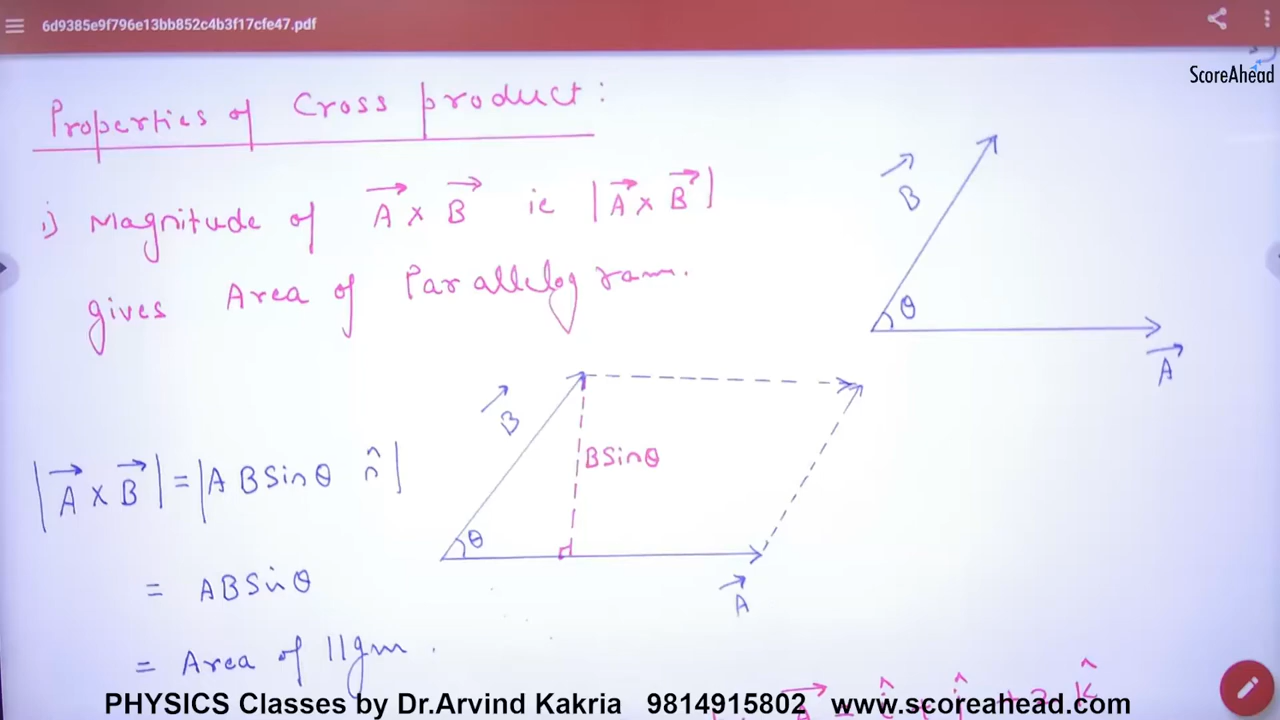 6d9385e9f796e13bb852c4b3f17cfe47.pdf
ScoreAhead
Properties of Cross product:
i) Magnitude of A⃗ × B⃗ ie |A⃗ × B⃗|
gives Area of Parallelogram.
B⃗
θ
A⃗
B⃗
BSinθ
θ
A⃗
|A⃗ × B⃗| = |A B Sinθ n̂|
= ABSinθ
= Area of ||gm.
PHYSICS Classes by Dr.Arvind Kakria 9814915802 www.scoreahead.com